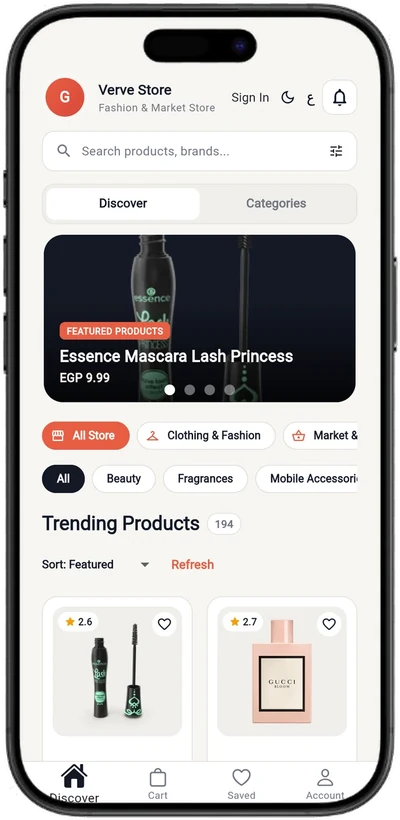 G
Verve Store
Fashion & Market Store
Sign In
ع
Search products, brands...
Discover
Categories
essence
FEATURED PRODUCTS
Essence Mascara Lash Princess
EGP 9.99
All Store
Clothing & Fashion
Market &
All
Beauty
Fragrances
Mobile Accessorie
Trending Products
194
Sort: Featured
Refresh
2.6
2.7
GUCCI
BLOOM
Discover
Cart
Saved
Account